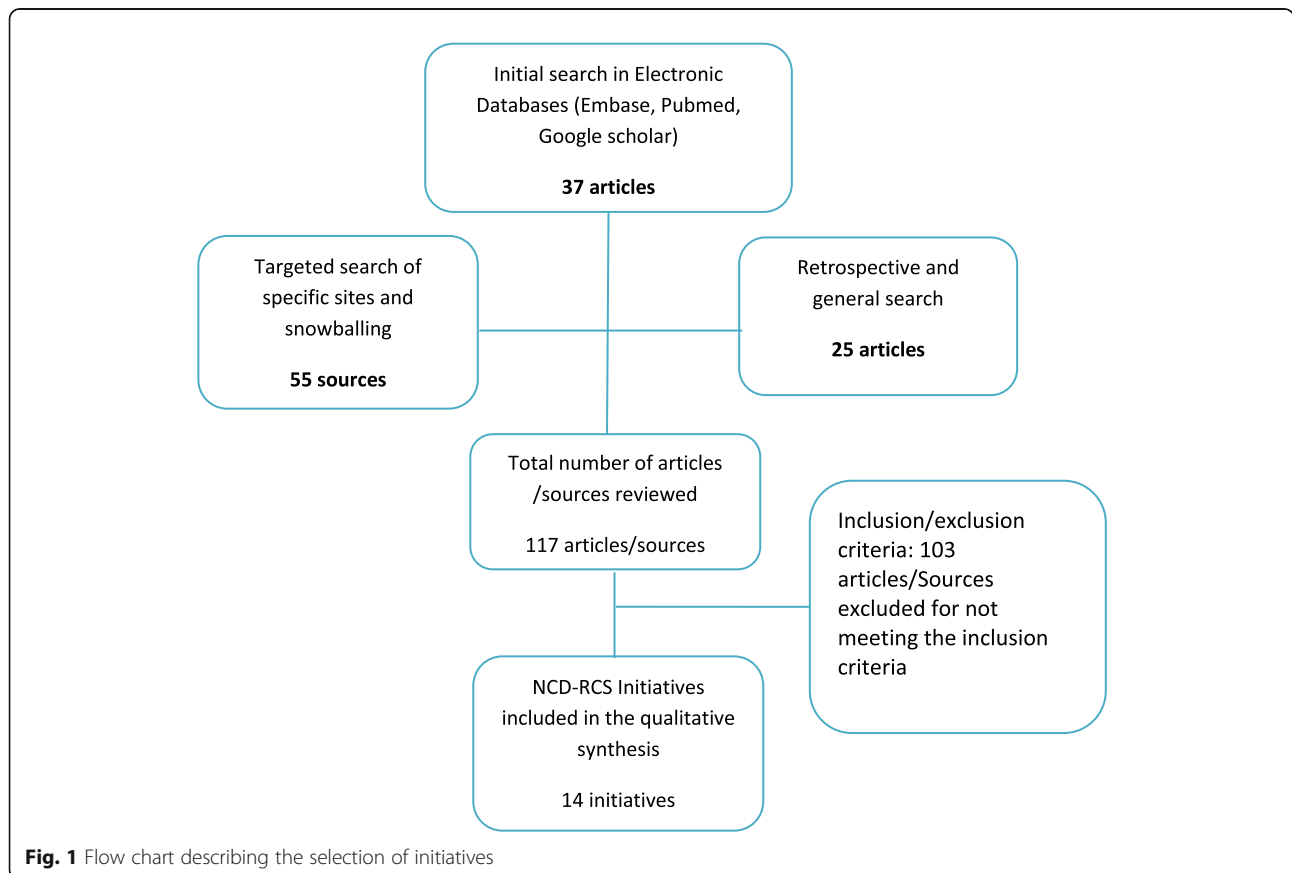 Initial search in Electronic
Databases (Embase, Pubmed,
Google scholar)
37 articles
Targeted search of
specific sites and
snowballing
55 sources
Retrospective and
general search
25 articles
Total number of articles
/sources reviewed
117 articles/sources
Inclusion/exclusion
criteria: 103
articles/Sources
excluded for not
meeting the inclusion
criteria
NCD-RCS Initiatives
included in the qualitative
synthesis
14 initiatives
Fig. 1 Flow chart describing the selection of initiatives